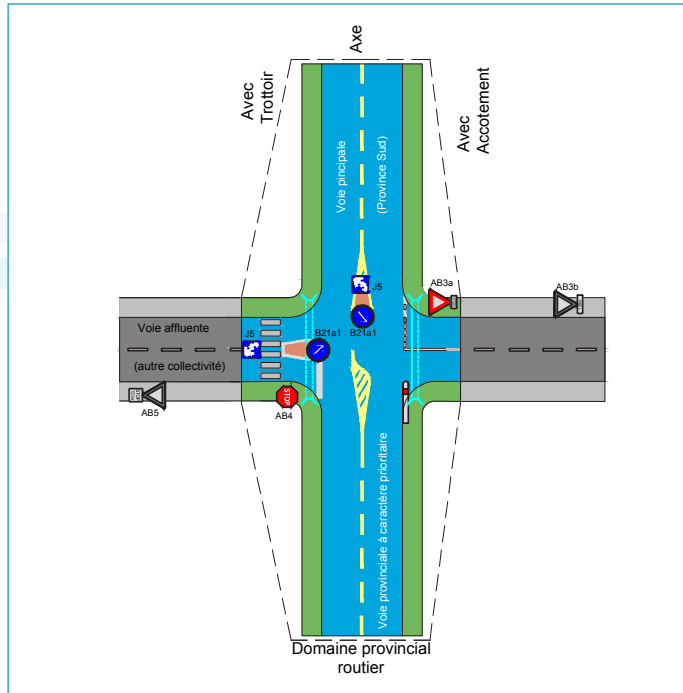 Axe
Avec
Trottoir
Avec
Accotement
Voie pincipale
(Province Sud)
J5
AB3a
AB3b
B21a1
B21a1
Voie affluente
(autre collectivité)
J5
STOP
AB4
AB5
Voie provinciale à caractère prioritaire
Domaine provincial
routier